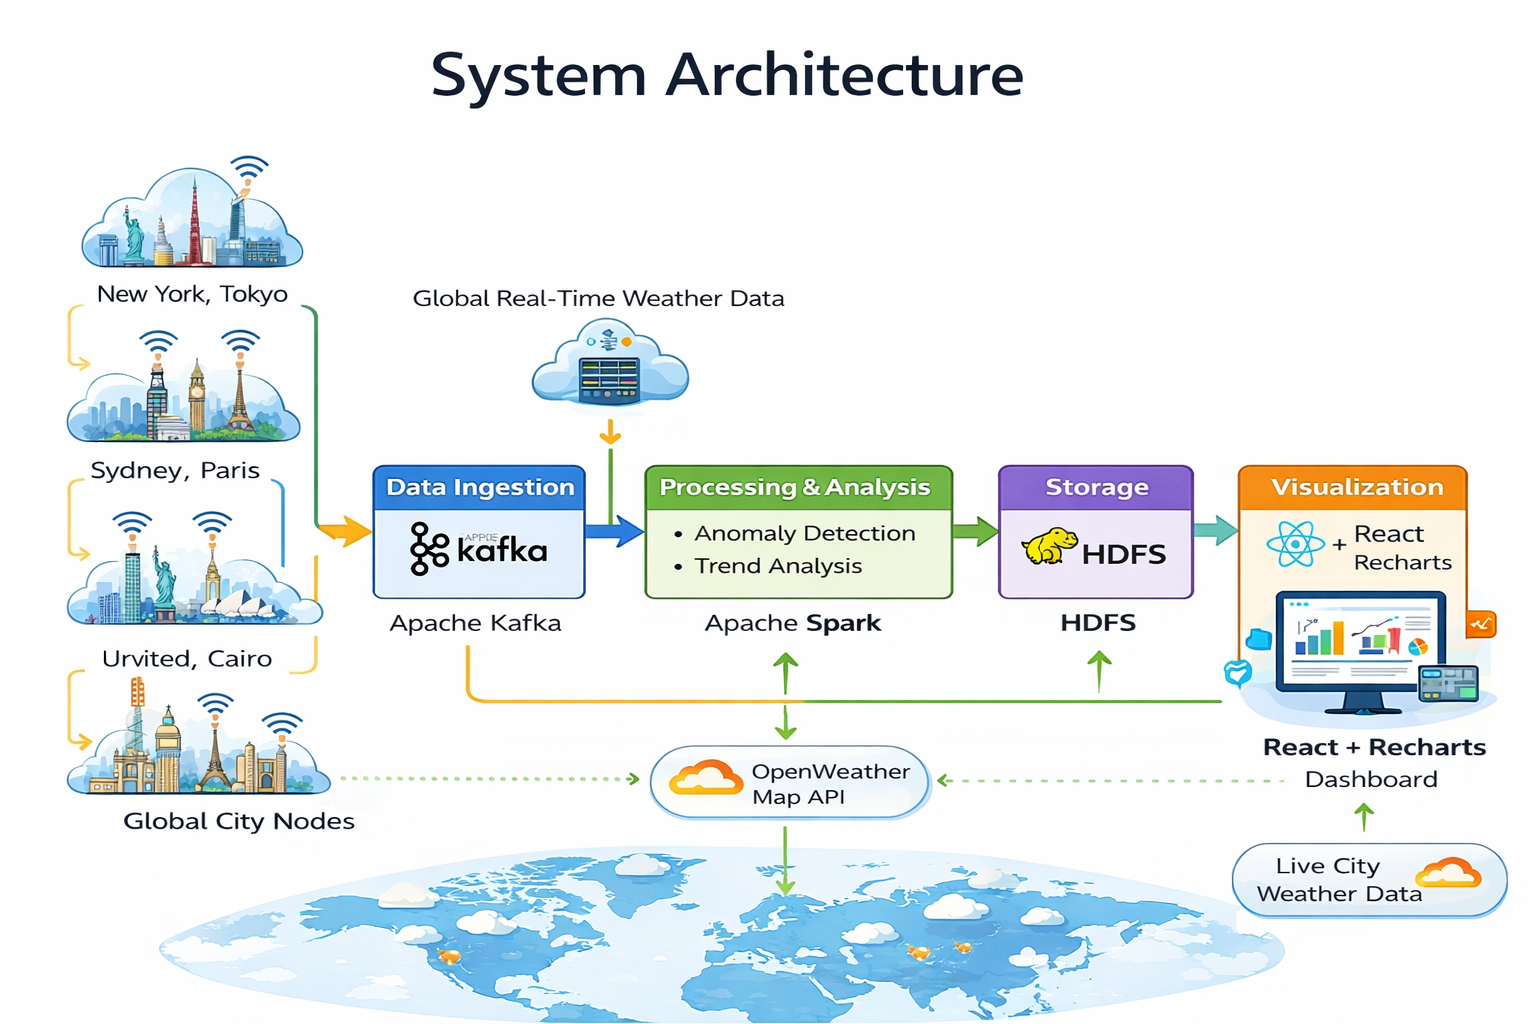 System Architecture
New York, Tokyo
Sydney, Paris
Urvited, Cairo
Global City Nodes
Global Real-Time Weather Data
Data Ingestion
kafka
Apache Kafka
Processing & Analysis
• Anomaly Detection
• Trend Analysis
Apache Spark
Storage
HDFS
HDFS
Visualization
+ React
Recharts
React + Recharts
Dashboard
OpenWeather
Map API
Live City
Weather Data